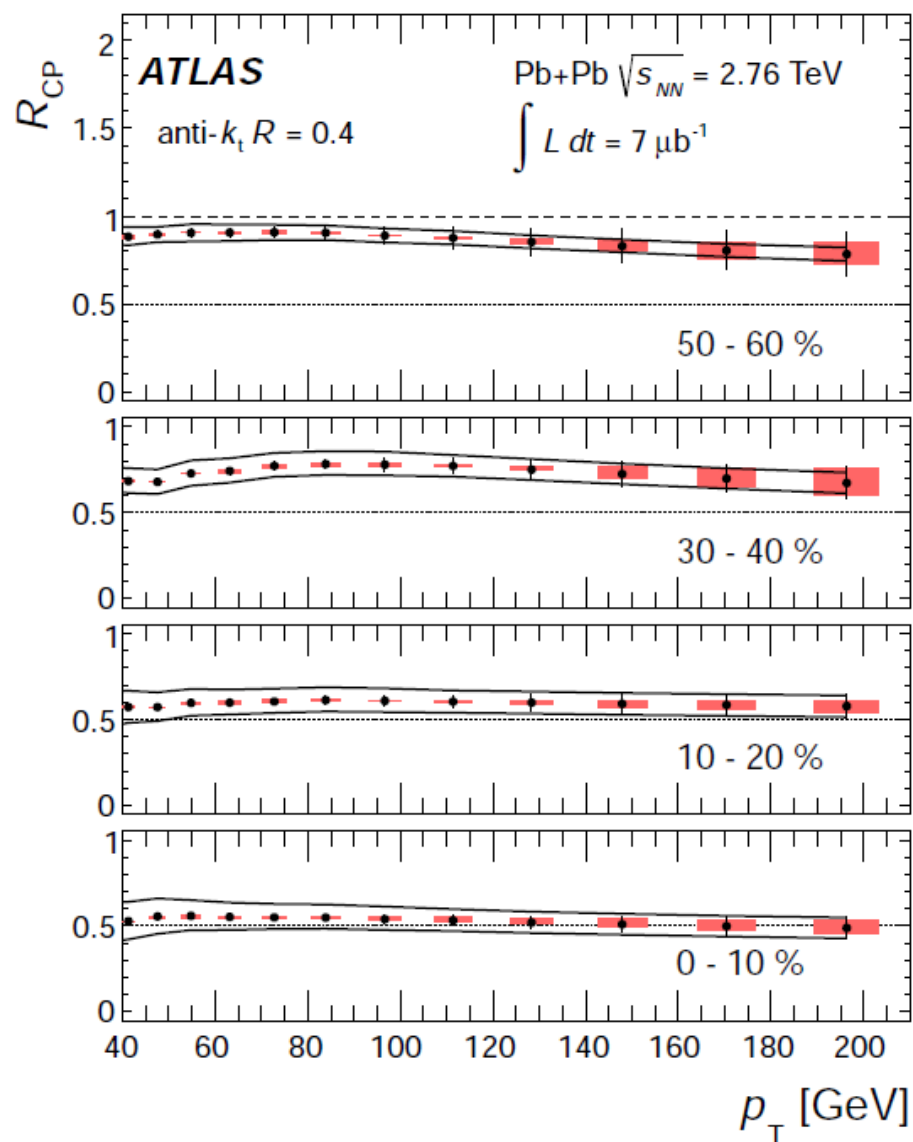 R_CP
2
ATLAS
Pb+Pb √s_NN = 2.76 TeV
1.5
anti-k_t R = 0.4
∫ L dt = 7 μb⁻¹
1
0.5
50 - 60 %
0
1
0.5
30 - 40 %
0
1
0.5
10 - 20 %
0
1
0.5
0 - 10 %
0
40 60 80 100 120 140 160 180 200
p_T [GeV]